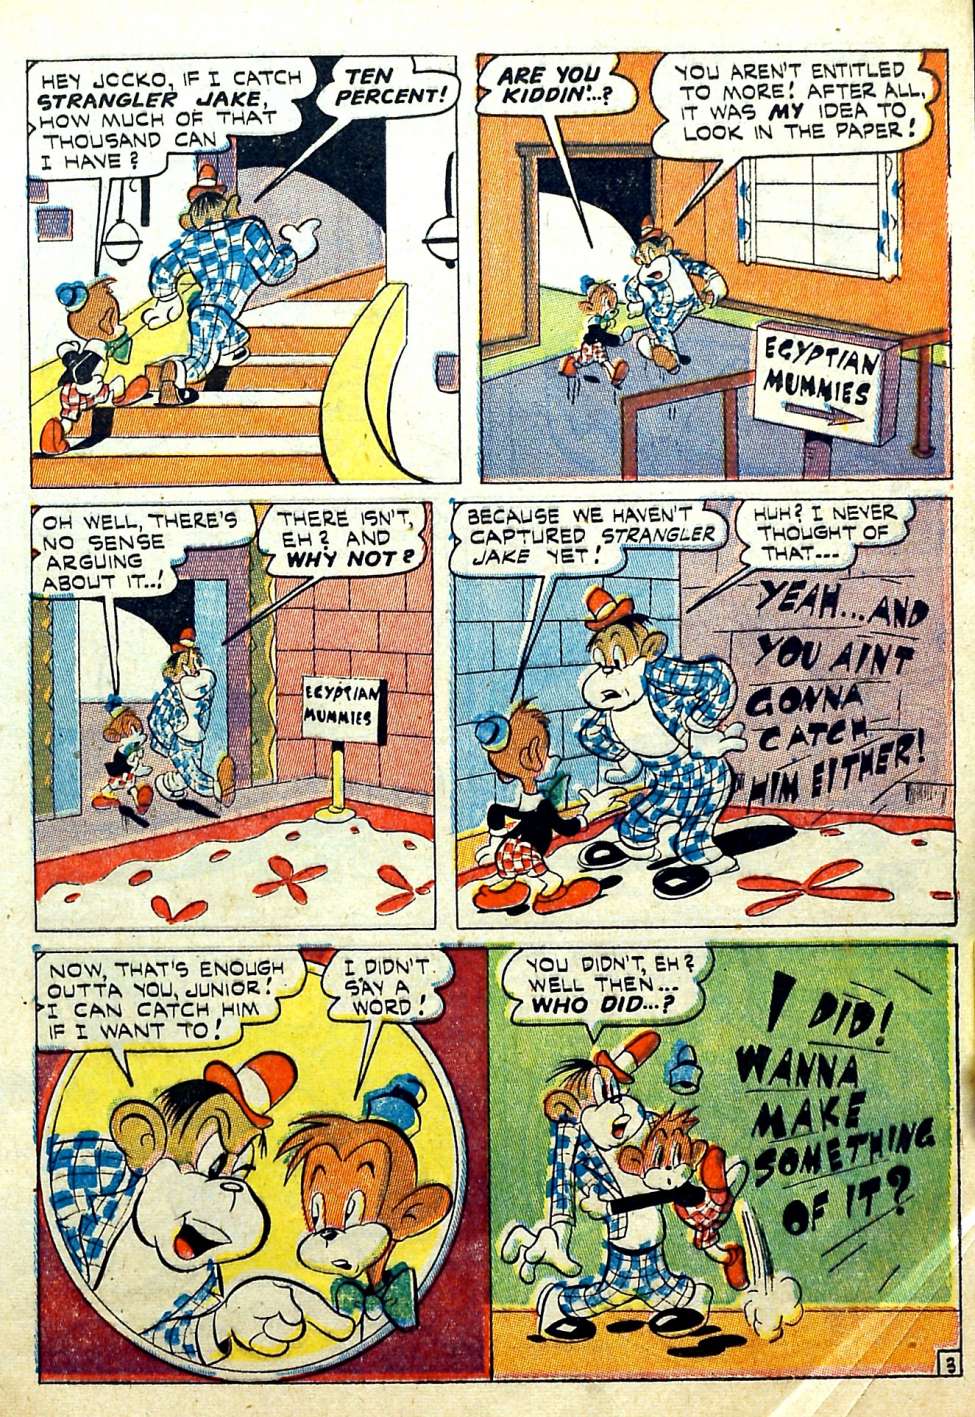 HEY JOCKO, IF I CATCH
STRANGLER JAKE,
HOW MUCH OF THAT
THOUSAND CAN
I HAVE?
TEN
PERCENT!
ARE YOU
KIDDIN'..?
YOU AREN'T ENTITLED
TO MORE! AFTER ALL,
IT WAS MY IDEA TO
LOOK IN THE PAPER!
EGYPTIAN
MUMMIES
OH WELL, THERE'S
NO SENSE
ARGUING
ABOUT IT..!
THERE ISN'T,
EH? AND
WHY NOT?
EGYPTIAN
MUMMIES
BECAUSE WE HAVEN'T
CAPTURED STRANGLER
JAKE YET!
HUH? I NEVER
THOUGHT OF
THAT...
YEAH...AND
YOU AINT
GONNA
CATCH
HIM EITHER!
NOW, THAT'S ENOUGH
OUTTA YOU, JUNIOR!
I CAN CATCH HIM
IF I WANT TO!
I DIDN'T
SAY A
WORD!
YOU DIDN'T, EH?
WELL THEN...
WHO DID...?
I DID!
WANNA
MAKE
SOMETHING
OF IT?
3